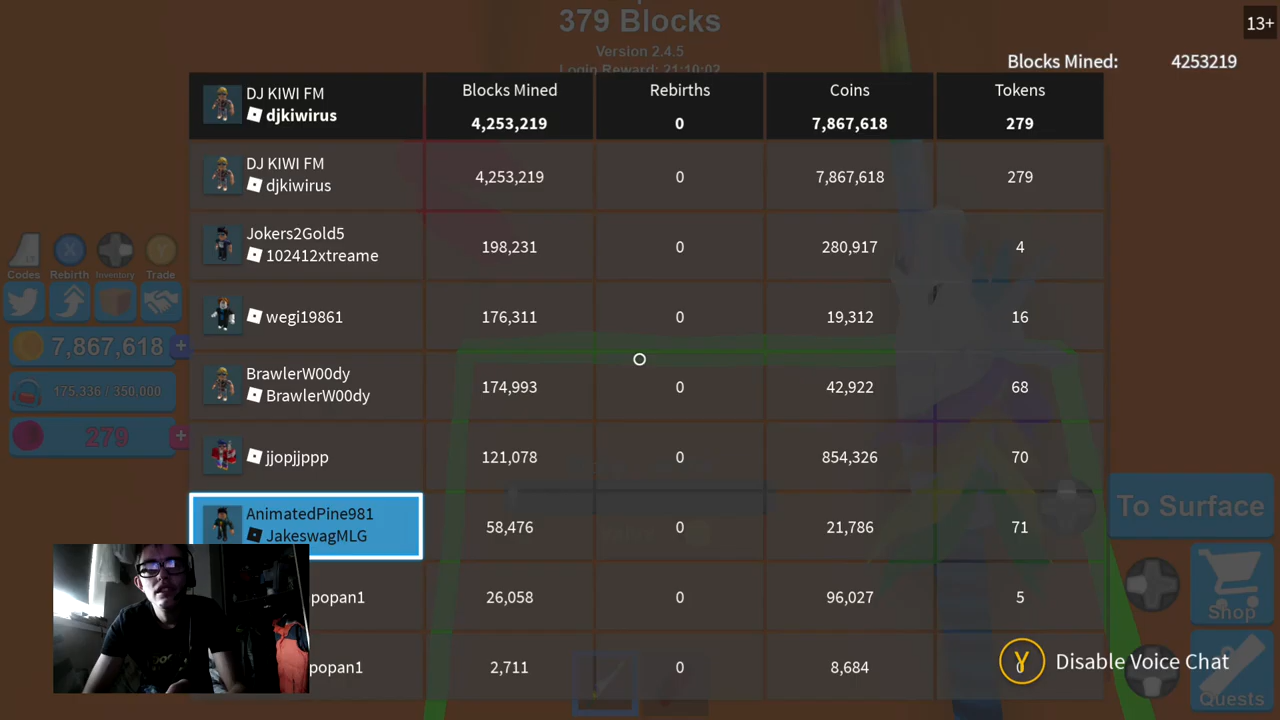 379 Blocks
Version 2.4.5
Login Reward: 21:10:02
13+
Blocks Mined: 4253219
DJ KIWI FM
djkiwirus
Blocks Mined
4,253,219
Rebirths
0
Coins
7,867,618
Tokens
279
DJ KIWI FM
djkiwirus
4,253,219 0 7,867,618 279
Jokers2Gold5
102412xtreame
198,231 0 280,917 4
wegi19861
176,311 0 19,312 16
BrawlerW00dy
BrawlerW00dy
174,993 0 42,922 68
jjopjjppp
121,078 0 854,326 70
AnimatedPine981
JakeswagMLG
58,476 0 21,786 71
popan1
26,058 0 96,027 5
popan1
2,711 0 8,684
Codes
X
Rebirth
Inventory
Y
Trade
7,867,618 +
175,336 / 350,000
279 +
To Surface
Shop
Quests
Y Disable Voice Chat